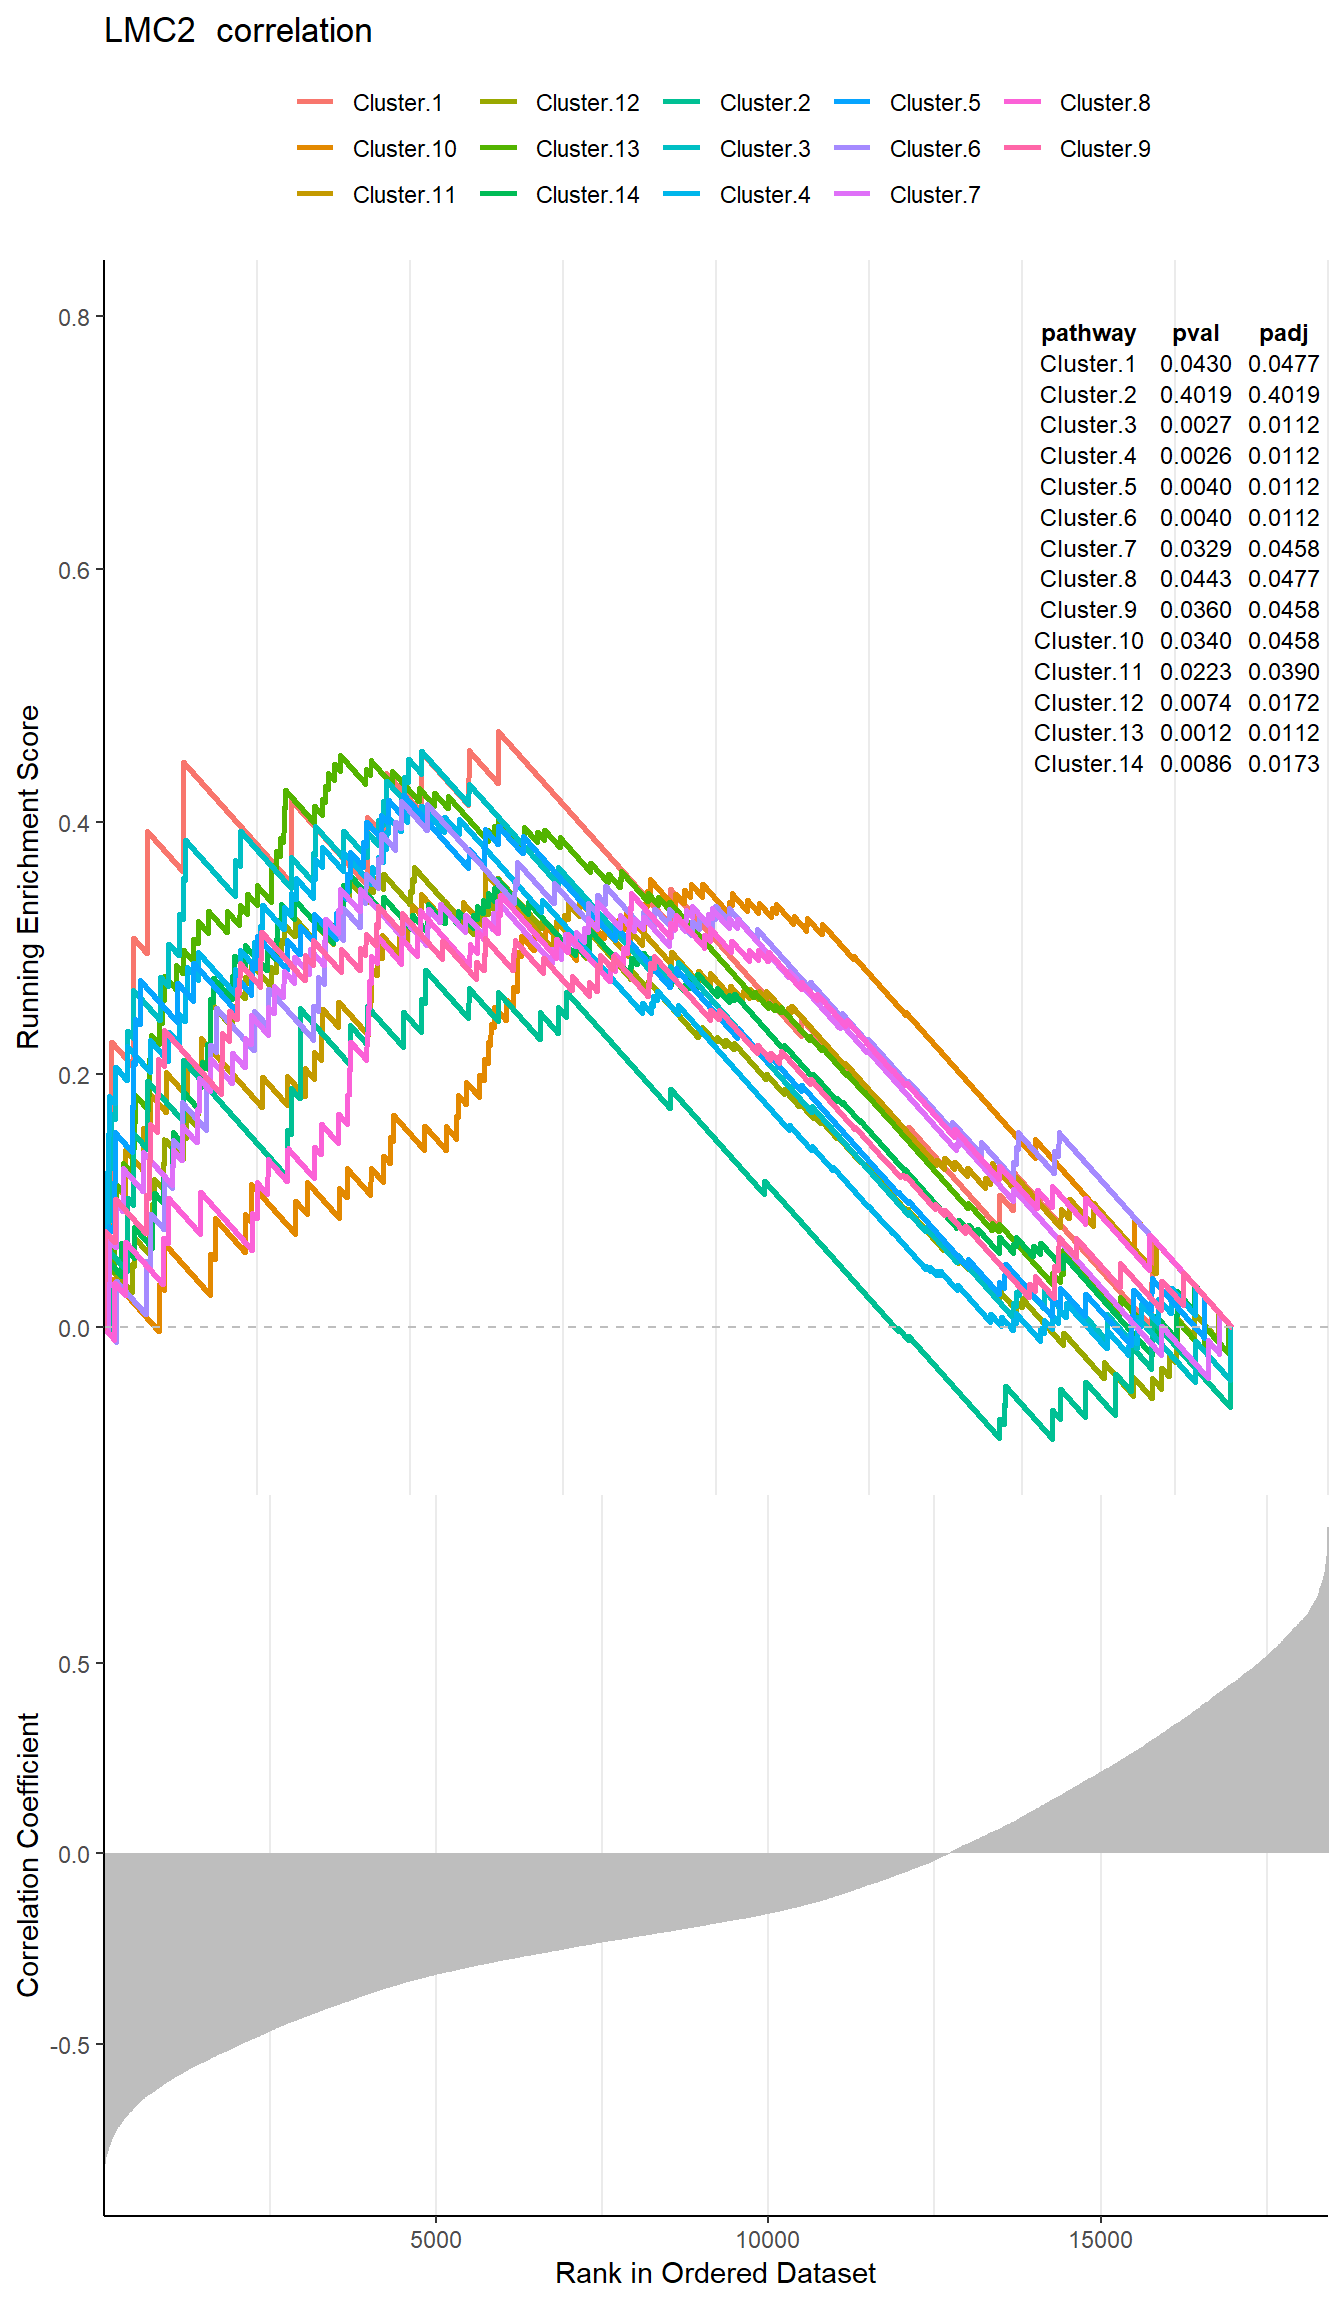 LMC2  correlation
Cluster.1 Cluster.12 Cluster.2 Cluster.5 Cluster.8
Cluster.10 Cluster.13 Cluster.3 Cluster.6 Cluster.9
Cluster.11 Cluster.14 Cluster.4 Cluster.7
Running Enrichment Score
0.8
0.6
0.4
0.2
0.0
pathway pval padj
Cluster.1 0.0430 0.0477
Cluster.2 0.4019 0.4019
Cluster.3 0.0027 0.0112
Cluster.4 0.0026 0.0112
Cluster.5 0.0040 0.0112
Cluster.6 0.0040 0.0112
Cluster.7 0.0329 0.0458
Cluster.8 0.0443 0.0477
Cluster.9 0.0360 0.0458
Cluster.10 0.0340 0.0458
Cluster.11 0.0223 0.0390
Cluster.12 0.0074 0.0172
Cluster.13 0.0012 0.0112
Cluster.14 0.0086 0.0173
Correlation Coefficient
0.5
0.0
-0.5
5000 10000 15000
Rank in Ordered Dataset